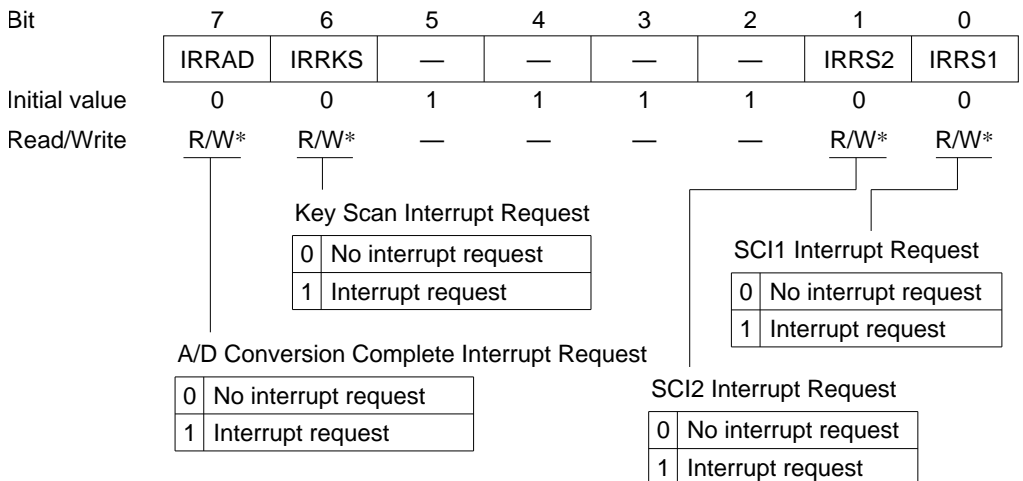 Bit 7 6 5 4 3 2 1 0
IRRAD IRRKS — — — — IRRS2 IRRS1
Initial value 0 0 1 1 1 1 0 0
Read/Write R/W* R/W* — — — — R/W* R/W*
Key Scan Interrupt Request
0 No interrupt request
1 Interrupt request
SCI1 Interrupt Request
0 No interrupt request
1 Interrupt request
A/D Conversion Complete Interrupt Request
0 No interrupt request
1 Interrupt request
SCI2 Interrupt Request
0 No interrupt request
1 Interrupt request